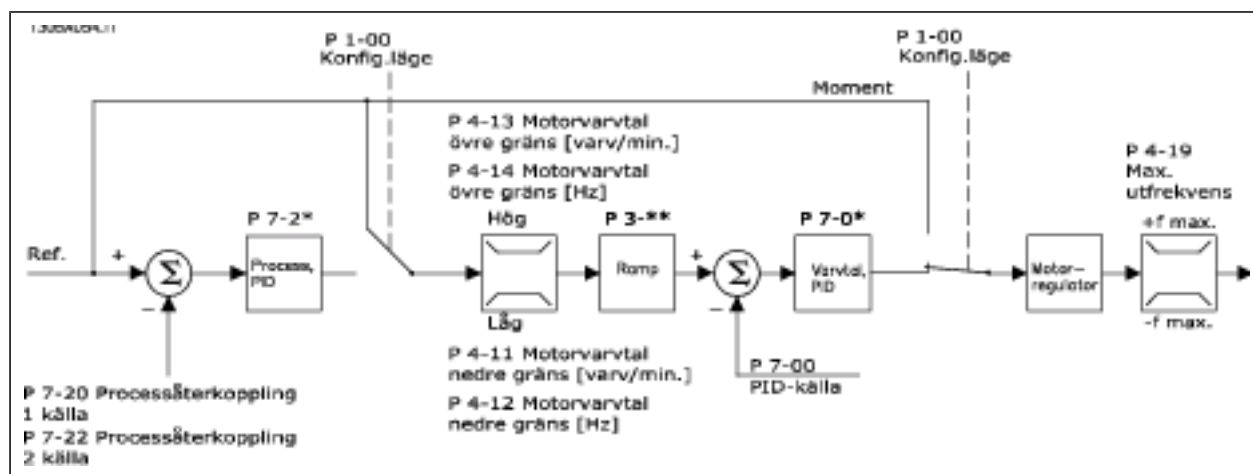 P 1-00
Konfig.läge
P 1-00
Konfig.läge
Moment
P 4-13 Motorvarvtal
övre gräns [varv/min.]
P 4-14 Motorvarvtal
övre gräns [Hz]
P 4-19
Max.
utfrekvens
P 7-2*
Hög
P 3-**
P 7-0*
+f max.
Ref.
+
Σ
Process,
PID
Ramp
+
Σ
Varvtal,
PID
Motor-
regulator
−
Låg
−
-f max.
P 4-11 Motorvarvtal
nedre gräns [varv/min.]
P 4-12 Motorvarvtal
nedre gräns [Hz]
P 7-00
PID-källa
P 7-20 Processåterkoppling
1 källa
P 7-22 Processåterkoppling
2 källa